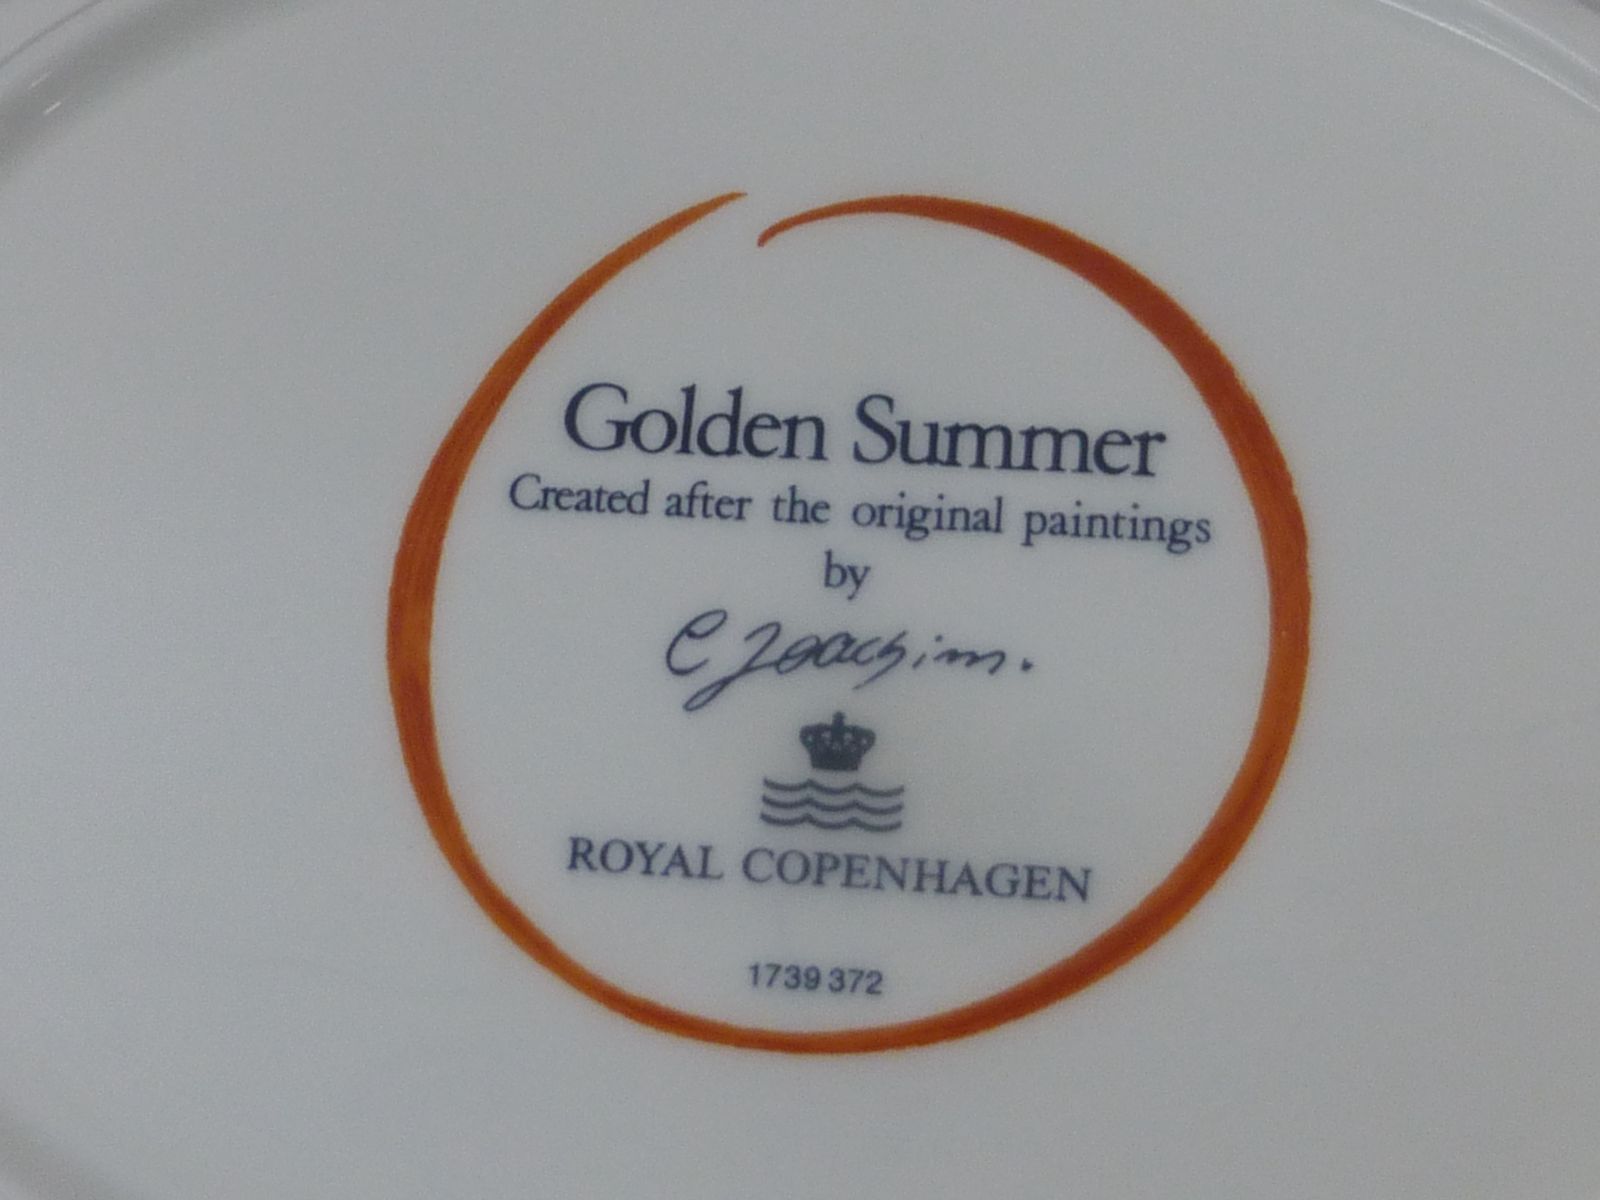 Golden Summer
Created after the original paintings
by
C Joachim.
ROYAL COPENHAGEN
1739 372